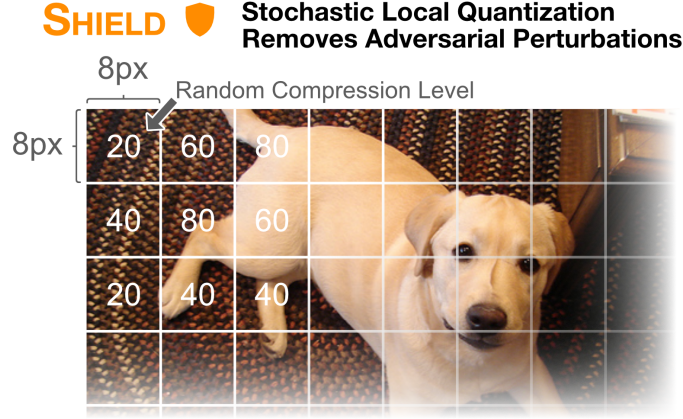 SHIELD
Stochastic Local Quantization
Removes Adversarial Perturbations
8px
Random Compression Level
8px
20 60 80
40 80 60
20 40 40